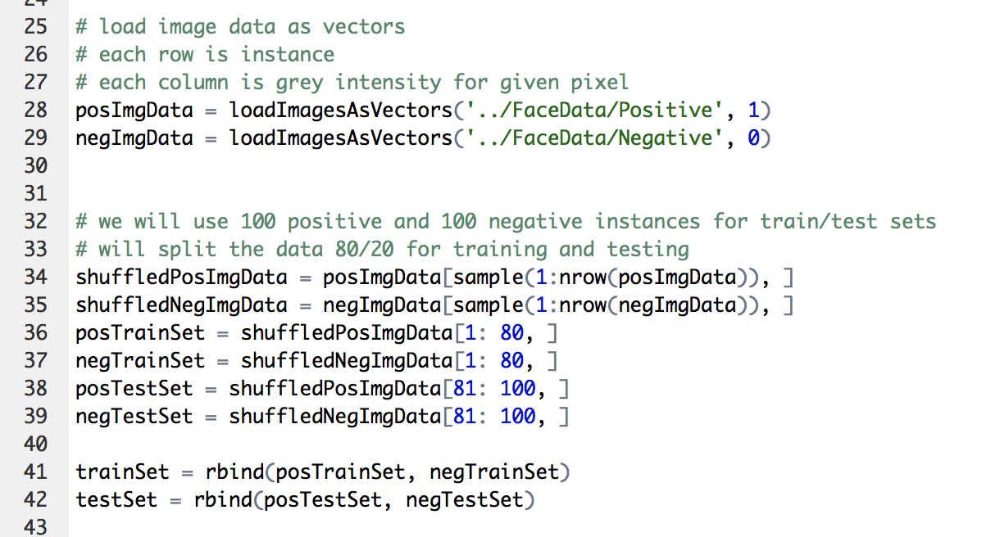 24
25 # load image data as vectors
26 # each row is instance
27 # each column is grey intensity for given pixel
28 posImgData = loadImagesAsVectors('../FaceData/Positive', 1)
29 negImgData = loadImagesAsVectors('../FaceData/Negative', 0)
30
31
32 # we will use 100 positive and 100 negative instances for train/test sets
33 # will split the data 80/20 for training and testing
34 shuffledPosImgData = posImgData[sample(1:nrow(posImgData)), ]
35 shuffledNegImgData = negImgData[sample(1:nrow(negImgData)), ]
36 posTrainSet = shuffledPosImgData[1: 80, ]
37 negTrainSet = shuffledNegImgData[1: 80, ]
38 posTestSet = shuffledPosImgData[81: 100, ]
39 negTestSet = shuffledNegImgData[81: 100, ]
40
41 trainSet = rbind(posTrainSet, negTrainSet)
42 testSet = rbind(posTestSet, negTestSet)
43